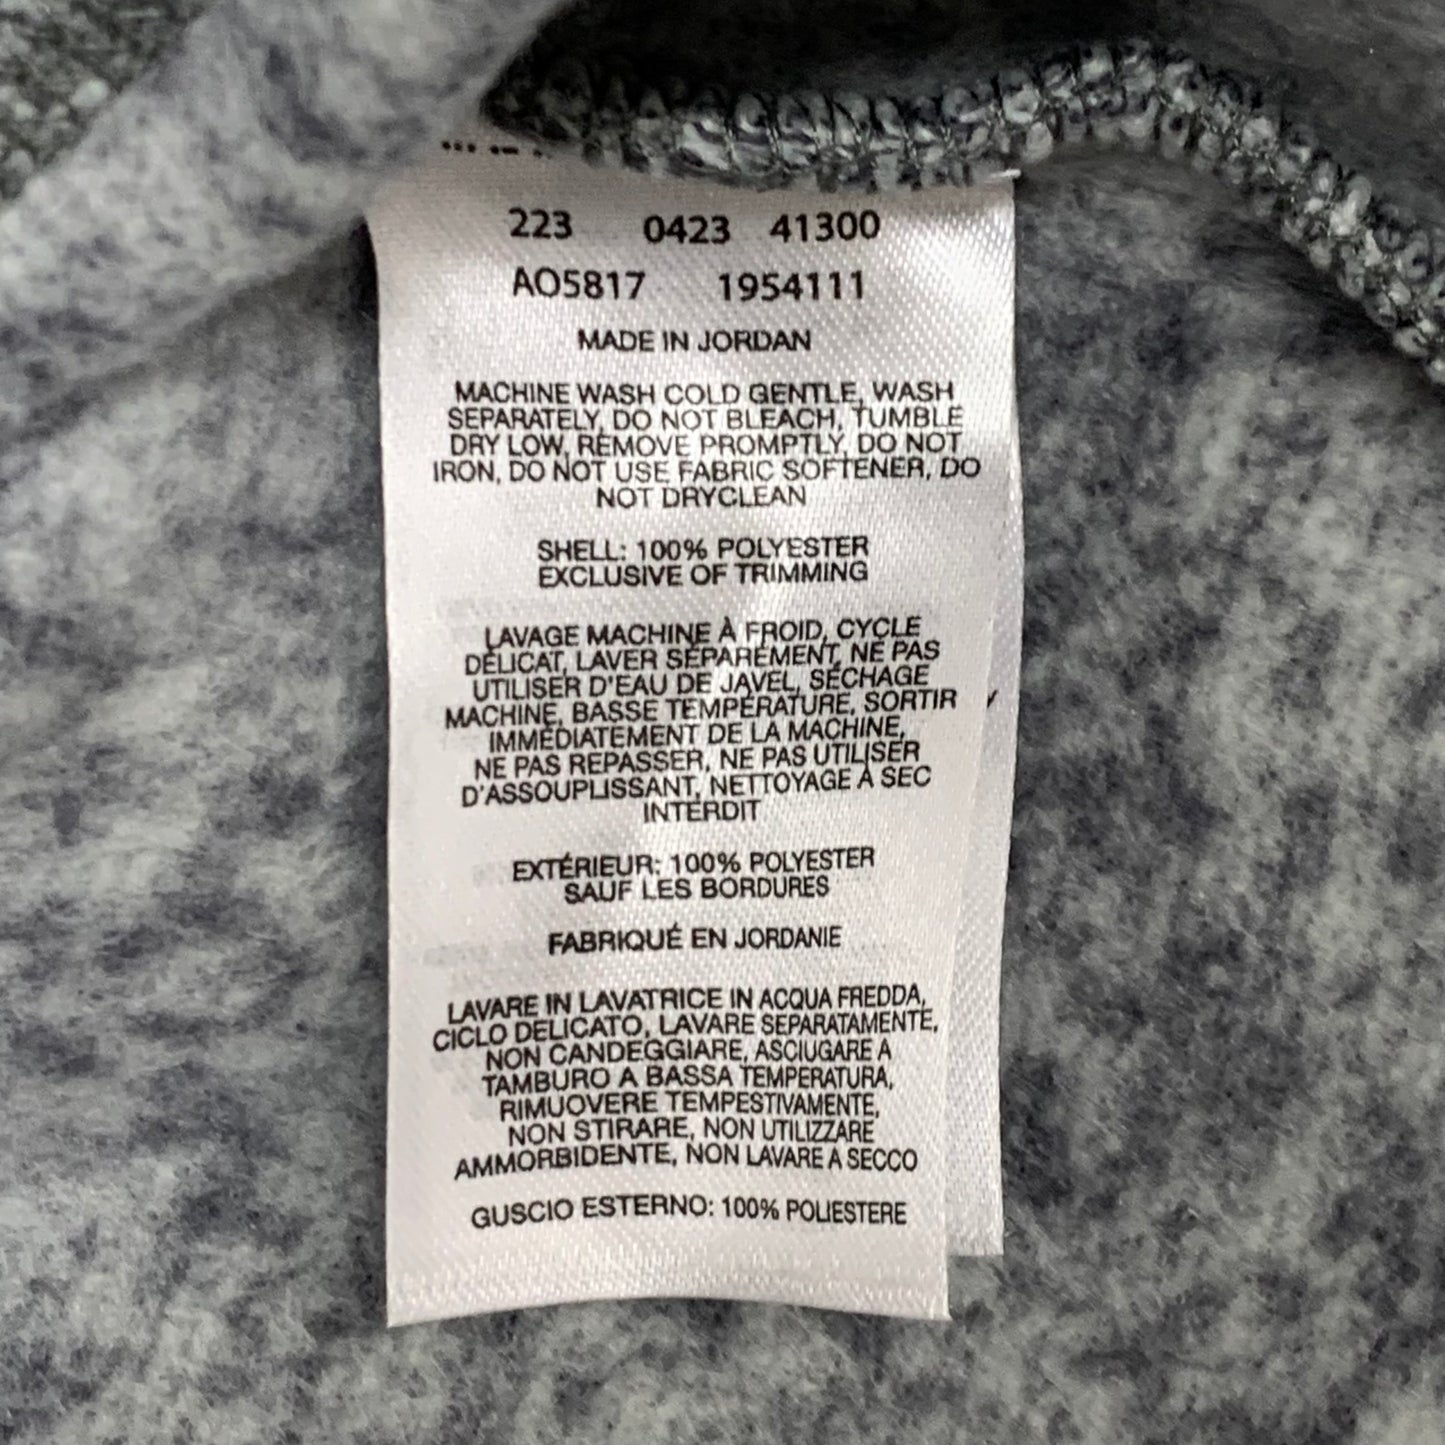 223 0423 41300
AO5817 1954111
MADE IN JORDAN
MACHINE WASH COLD GENTLE, WASH
SEPARATELY, DO NOT BLEACH, TUMBLE
DRY LOW, REMOVE PROMPTLY, DO NOT
IRON, DO NOT USE FABRIC SOFTENER, DO
NOT DRYCLEAN
SHELL: 100% POLYESTER
EXCLUSIVE OF TRIMMING
LAVAGE MACHINE À FROID, CYCLE
DÉLICAT, LAVER SÉPARÉMENT, NE PAS
UTILISER D'EAU DE JAVEL, SÉCHAGE
MACHINE, BASSE TEMPÉRATURE, SORTIR
IMMÉDIATEMENT DE LA MACHINE,
NE PAS REPASSER, NE PAS UTILISER
D'ASSOUPLISSANT, NETTOYAGE À SEC
INTERDIT
EXTÉRIEUR: 100% POLYESTER
SAUF LES BORDURES
FABRIQUÉ EN JORDANIE
LAVARE IN LAVATRICE IN ACQUA FREDDA,
CICLO DELICATO, LAVARE SEPARATAMENTE,
NON CANDEGGIARE, ASCIUGARE A
TAMBURO A BASSA TEMPERATURA,
RIMUOVERE TEMPESTIVAMENTE,
NON STIRARE, NON UTILIZZARE
AMMORBIDENTE, NON LAVARE A SECCO
GUSCIO ESTERNO: 100% POLIESTERE